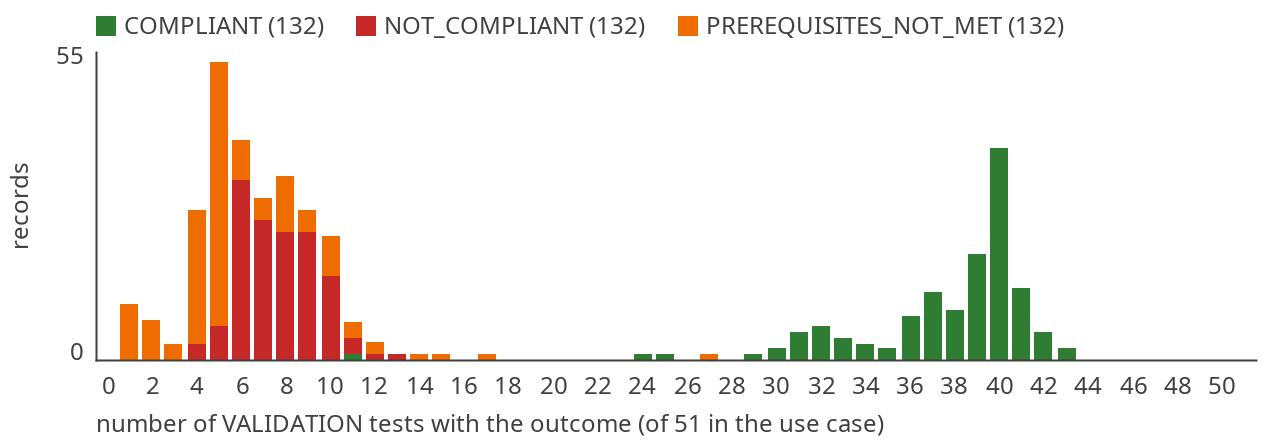 COMPLIANT (132) NOT_COMPLIANT (132) PREREQUISITES_NOT_MET (132)
55
records
0
0 2 4 6 8 10 12 14 16 18 20 22 24 26 28 30 32 34 36 38 40 42 44 46 48 50
number of VALIDATION tests with the outcome (of 51 in the use case)